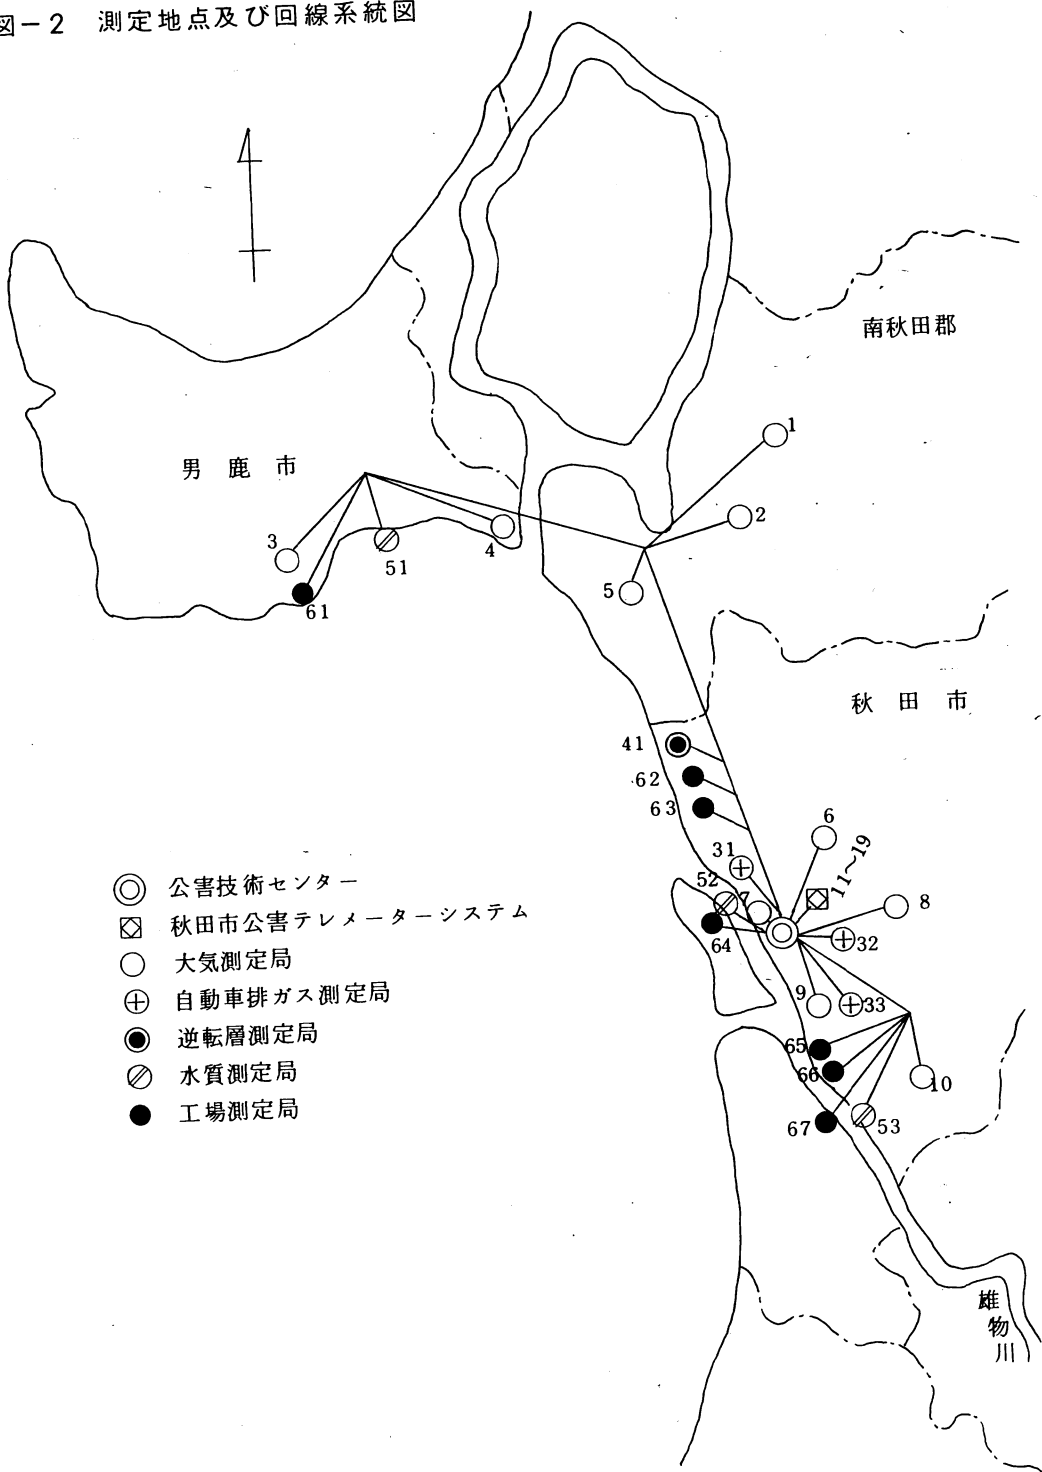 図－2 測定地点及び回線系統図
南秋田郡
男鹿市
1
2
3
4
51
5
61
秋田市
41
62
63
6
11〜19
31
52
7
8
64
32
9
33
65
66
10
67
53
公害技術センター
秋田市公害テレメーターシステム
大気測定局
自動車排ガス測定局
逆転層測定局
水質測定局
工場測定局
雄物川